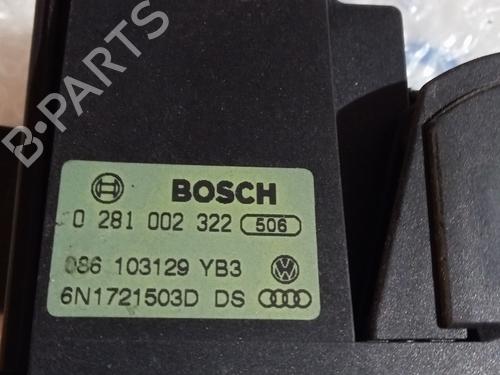 B-PARTS
BOSCH
0 281 002 322 506
086 103129 YB3
6N1721503D DS